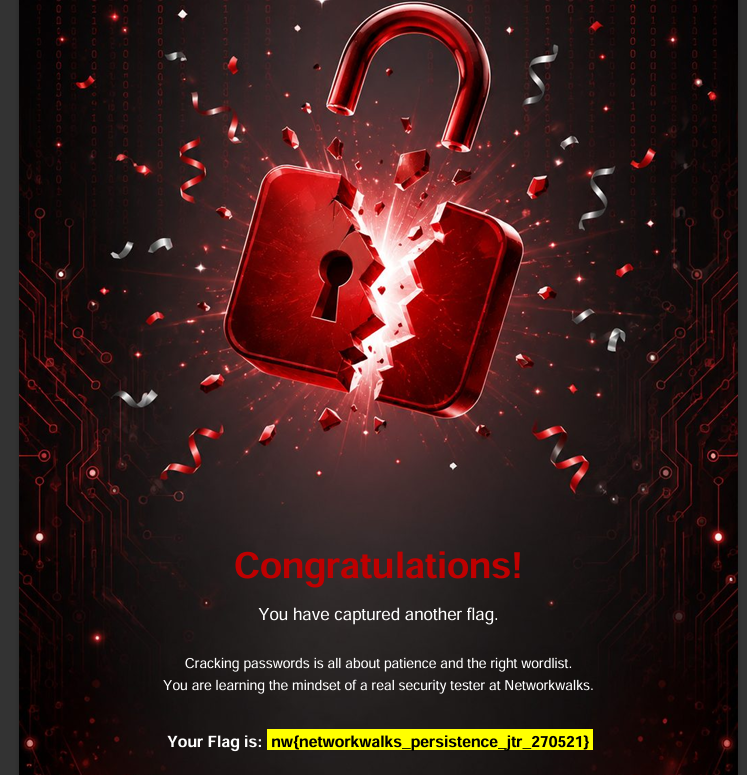 Congratulations!
You have captured another flag.
Cracking passwords is all about patience and the right wordlist.
You are learning the mindset of a real security tester at Networkwalks.
Your Flag is: nw{networkwalks_persistence_jtr_270521}